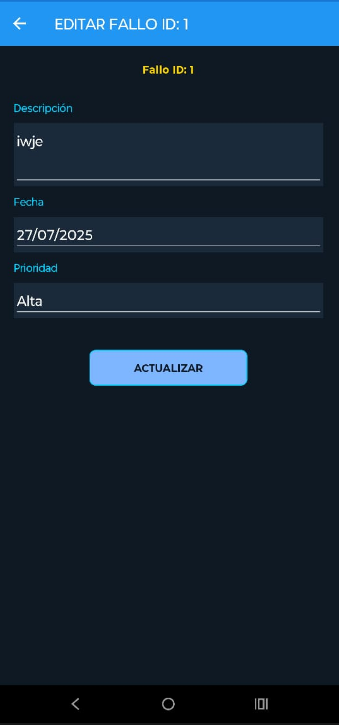 EDITAR FALLO ID: 1
Fallo ID: 1
Descripción
iwje
Fecha
27/07/2025
Prioridad
Alta
ACTUALIZAR